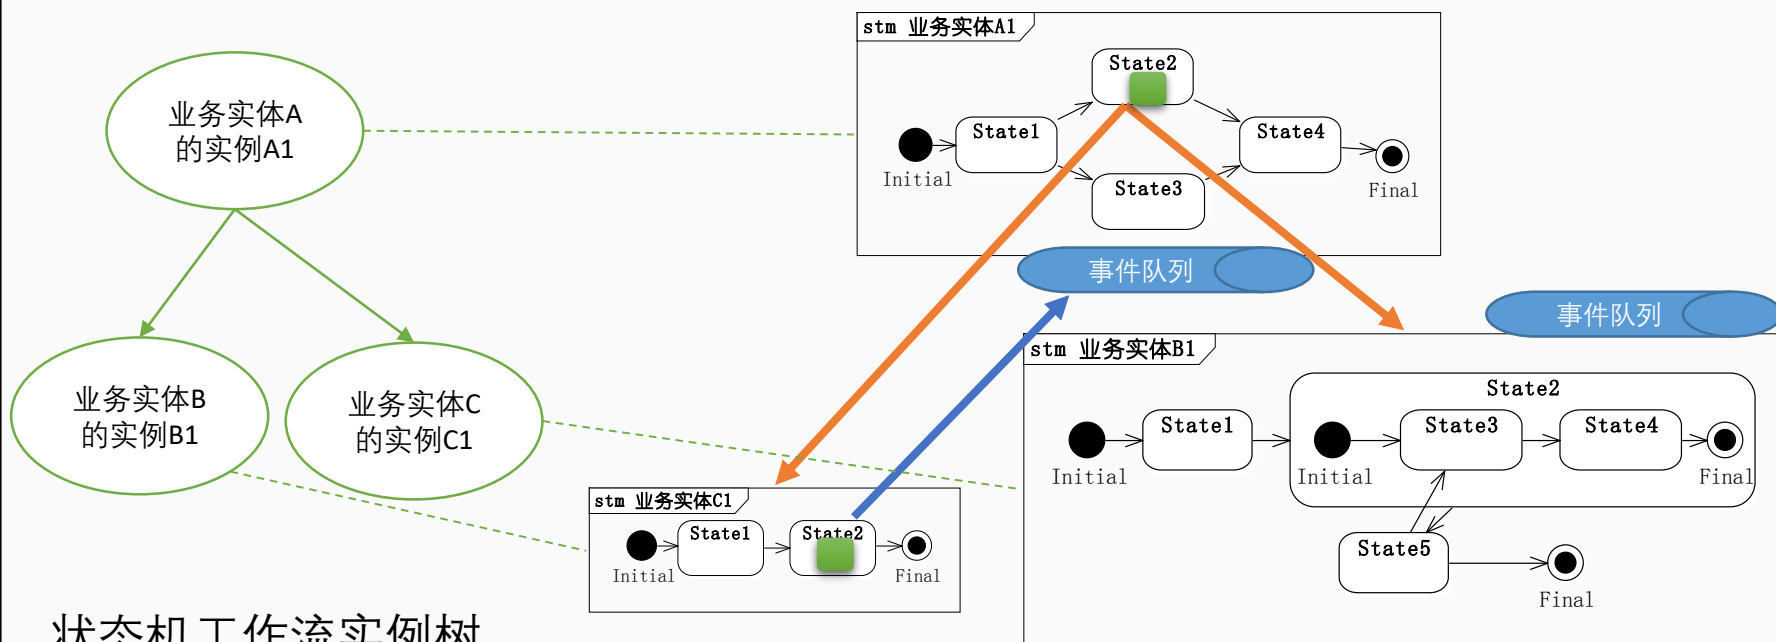 stm 业务实体A1
State2
State1
State4
State3
Initial
Final
业务实体A
的实例A1
事件队列
事件队列
stm 业务实体B1
State2
State1
State3
State4
Initial
Initial
Final
State5
Final
业务实体B
的实例B1
业务实体C
的实例C1
stm 业务实体C1
State1
State2
Initial
Final
状态机工作流实例树